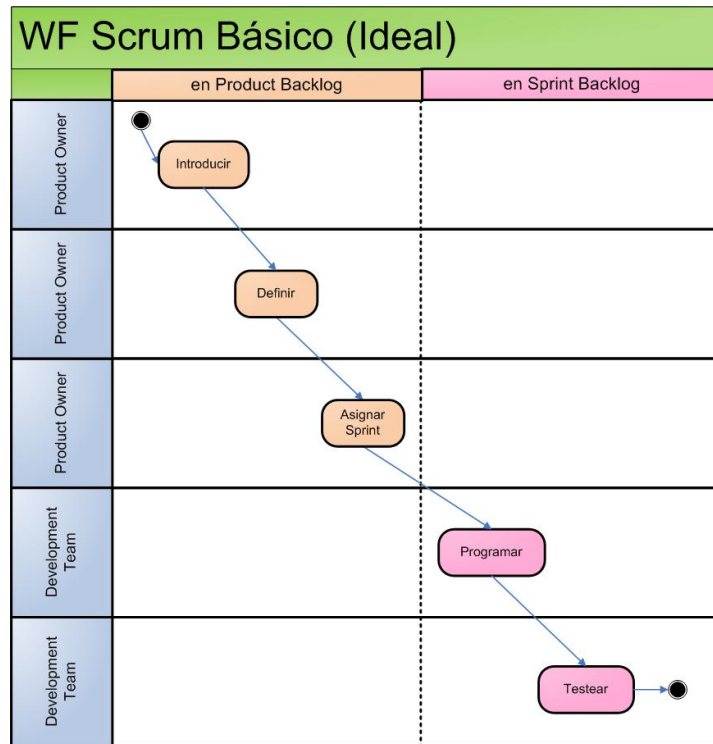 WF Scrum Básico (Ideal)
en Product Backlog
en Sprint Backlog
Product Owner
Introducir
Product Owner
Definir
Product Owner
Asignar
Sprint
Development
Team
Programar
Development
Team
Testear